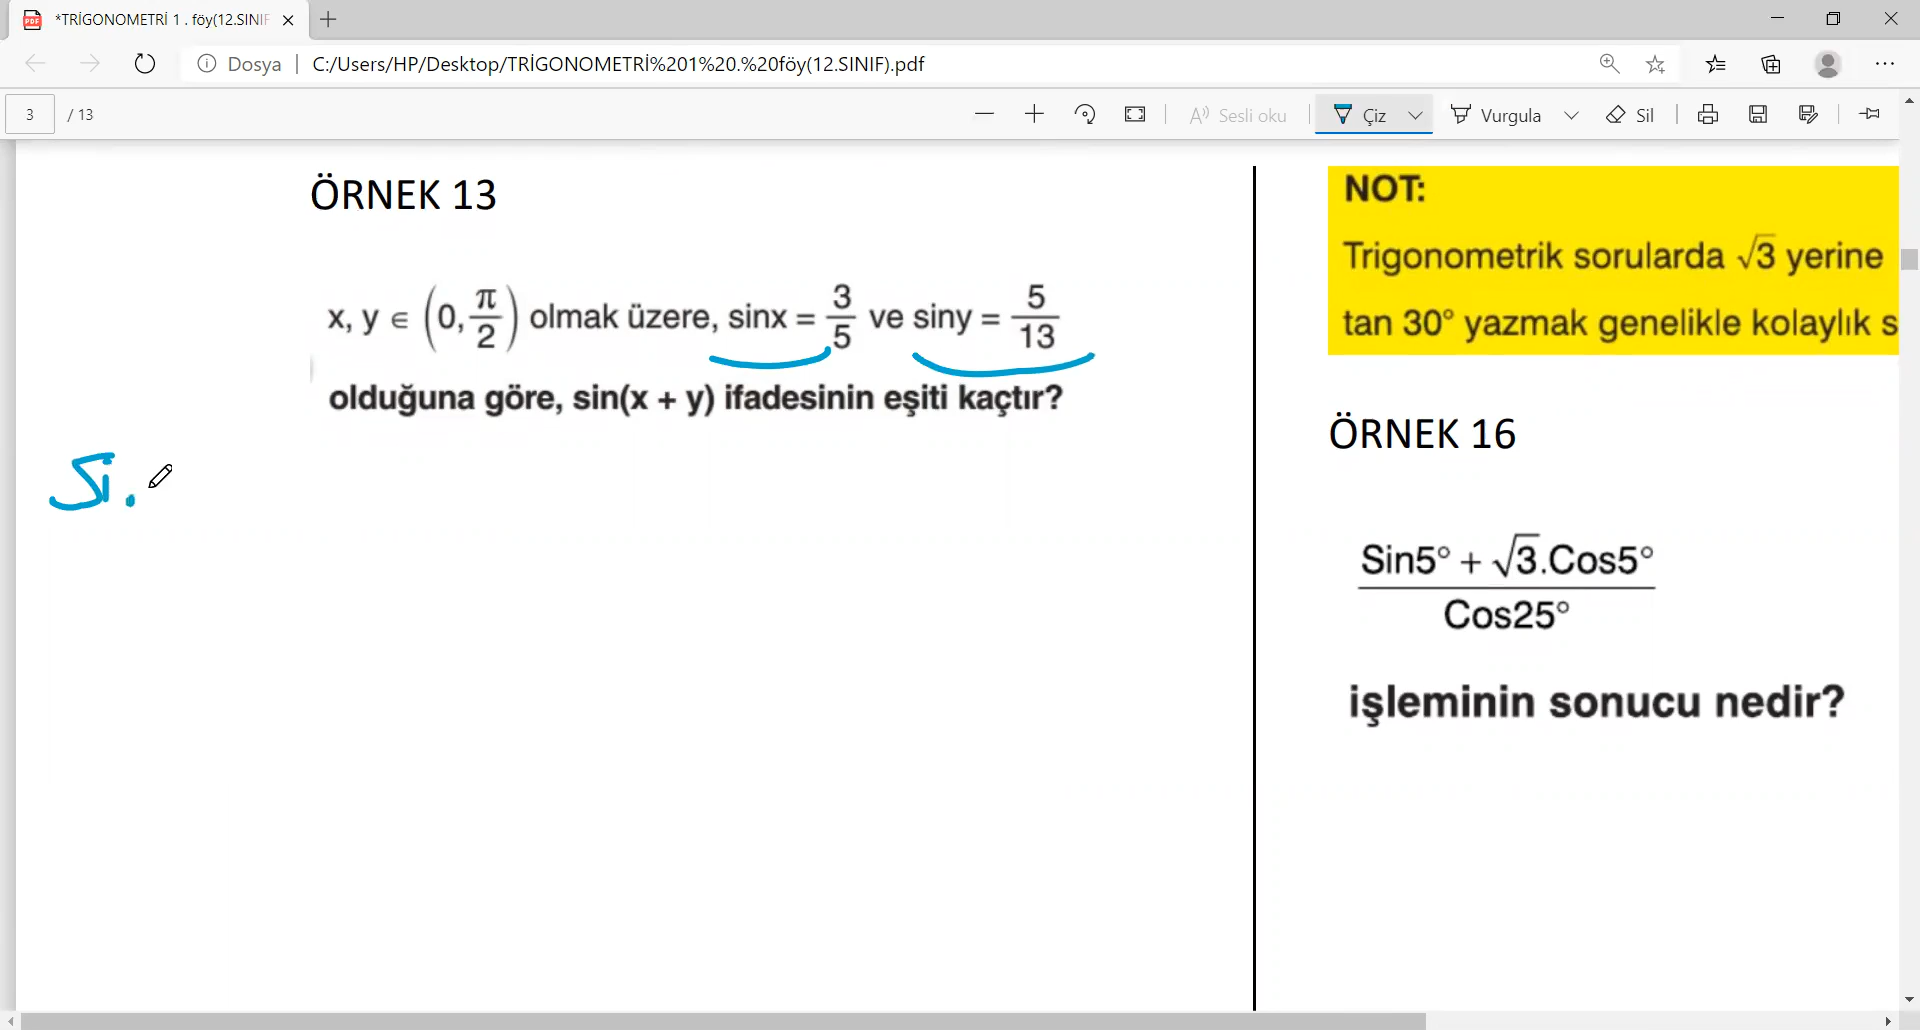 *TRİGONOMETRİ 1 . föy(12.SINIF
Dosya | C:/Users/HP/Desktop/TRİGONOMETRİ%201%20.%20föy(12.SINIF).pdf
3 / 13
Sesli oku
Çiz
Vurgula
Sil
ÖRNEK 13
x, y ∈ (0, π/2) olmak üzere, sinx = 3/5 ve siny = 5/13
olduğuna göre, sin(x + y) ifadesinin eşiti kaçtır?
Si.
NOT:
Trigonometrik sorularda √3 yerine
tan 30° yazmak genelikle kolaylık s
ÖRNEK 16
Sin5° + √3.Cos5°
Cos25°
işleminin sonucu nedir?